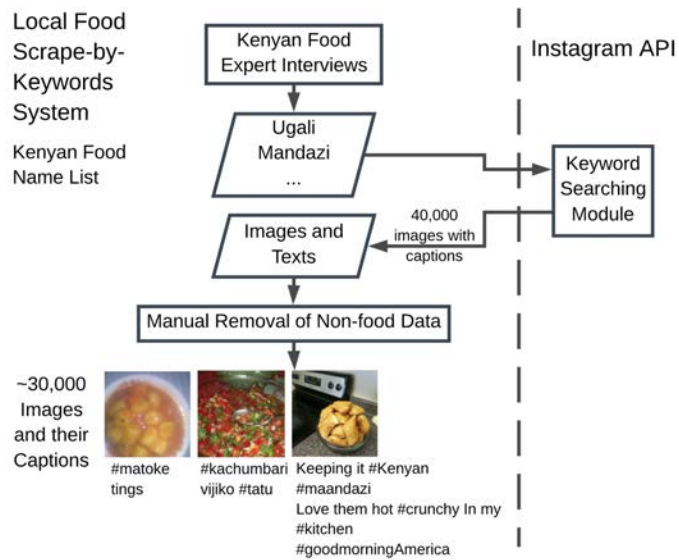 Local Food
Scrape-by-
Keywords
System
Kenyan Food
Expert Interviews
Instagram API
Kenyan Food
Name List
Ugali
Mandazi
...
Keyword
Searching
Module
40,000
images with
captions
Images and
Texts
Manual Removal of Non-food Data
~30,000
Images
and their
Captions
#matoke
tings
#kachumbari
vijiko #tatu
Keeping it #Kenyan
#maandazi
Love them hot #crunchy In my
#kitchen
#goodmorningAmerica